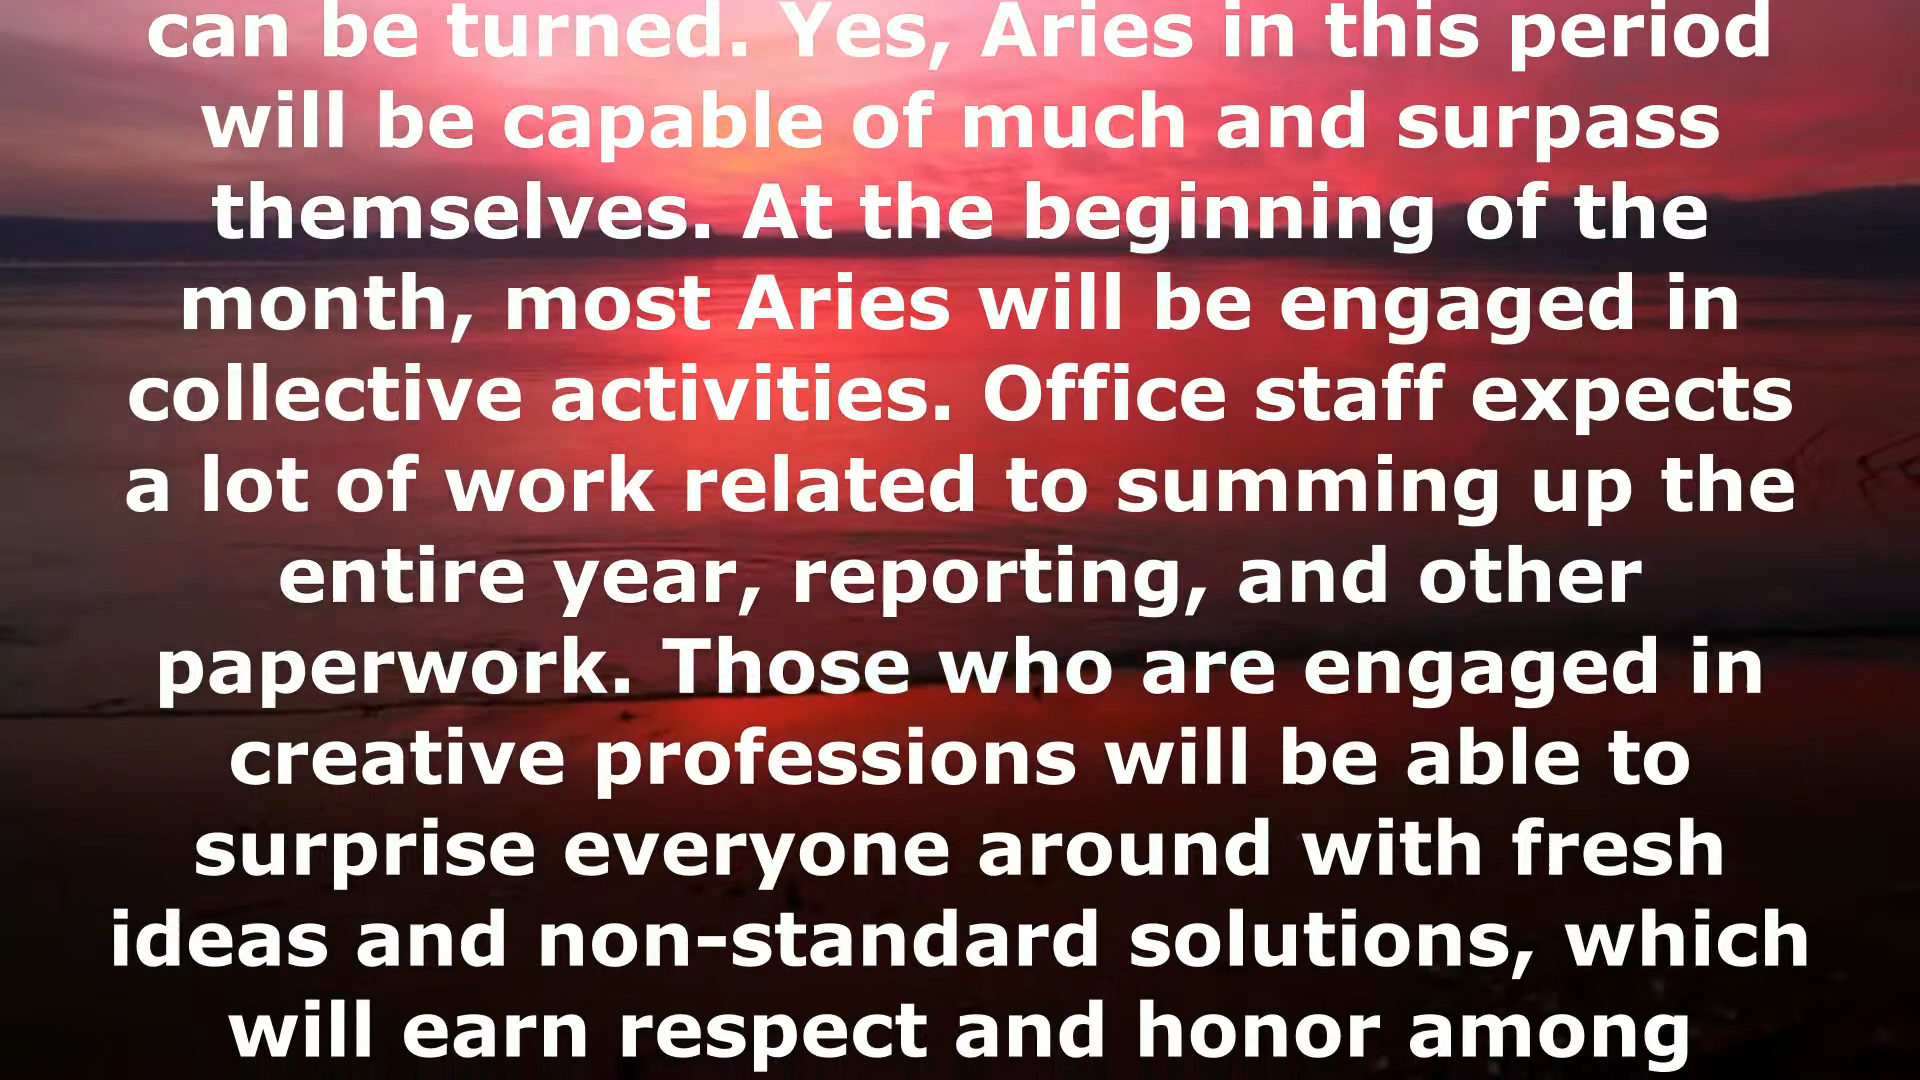 can be turned. Yes, Aries in this period
will be capable of much and surpass
themselves. At the beginning of the
month, most Aries will be engaged in
collective activities. Office staff expects
a lot of work related to summing up the
entire year, reporting, and other
paperwork. Those who are engaged in
creative professions will be able to
surprise everyone around with fresh
ideas and non-standard solutions, which
will earn respect and honor among